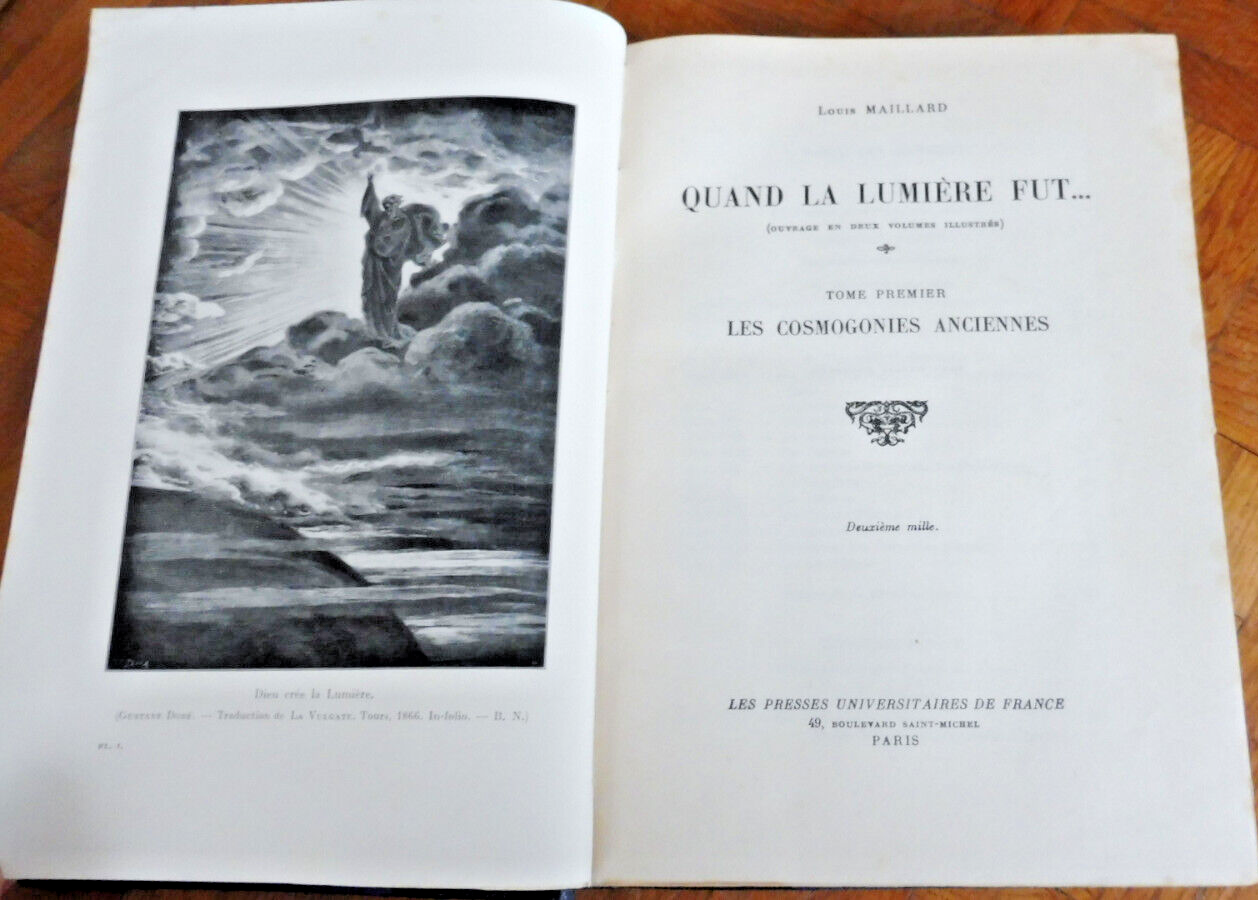 Dieu crée la Lumière.
(GUSTAVE DORÉ. — Traduction de LA VULGATE. Tours, 1866. In-folio. — B. N.)
PL. I.
LOUIS MAILLARD
QUAND LA LUMIÈRE FUT...
(OUVRAGE EN DEUX VOLUMES ILLUSTRÉS)
TOME PREMIER
LES COSMOGONIES ANCIENNES
Deuxième mille.
LES PRESSES UNIVERSITAIRES DE FRANCE
49, BOULEVARD SAINT-MICHEL
PARIS